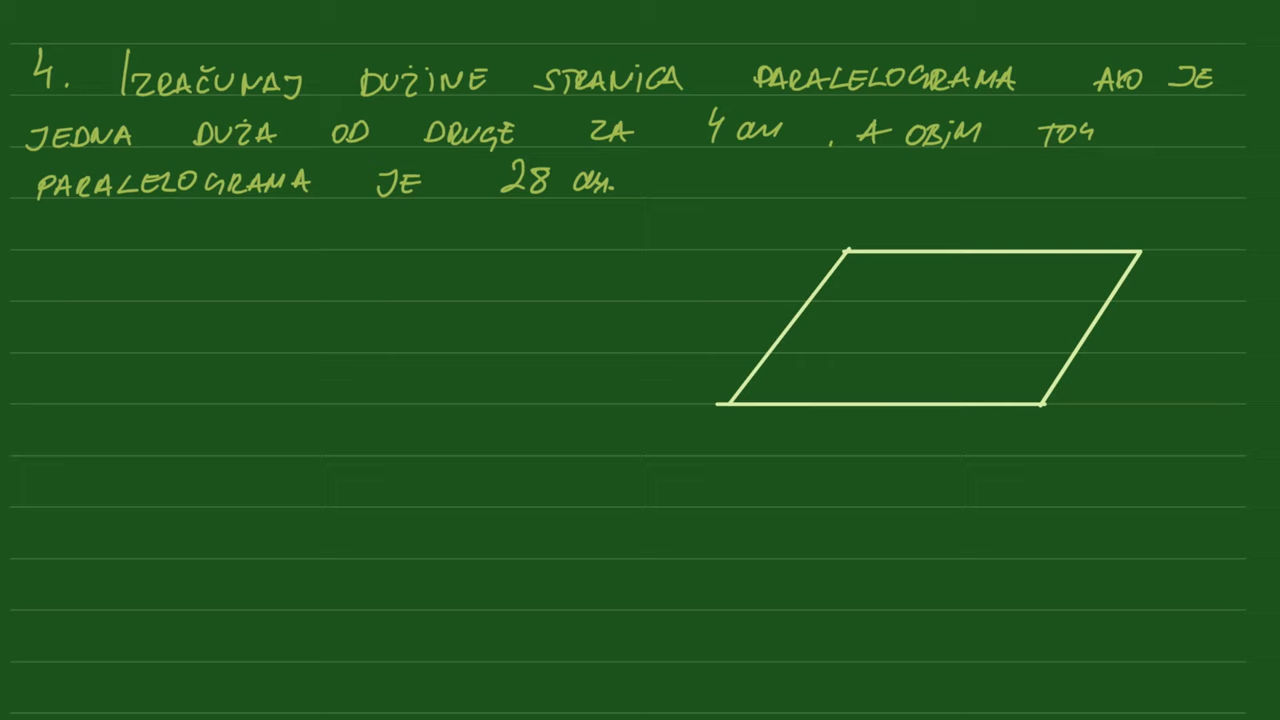 4. IZRAČUNAJ DUŽINE STRANICA PARALELOGRAMA AKO JE
JEDNA DUŽA OD DRUGE ZA 4 cm , A OBIM TOG
PARALELOGRAMA JE 28 cm.